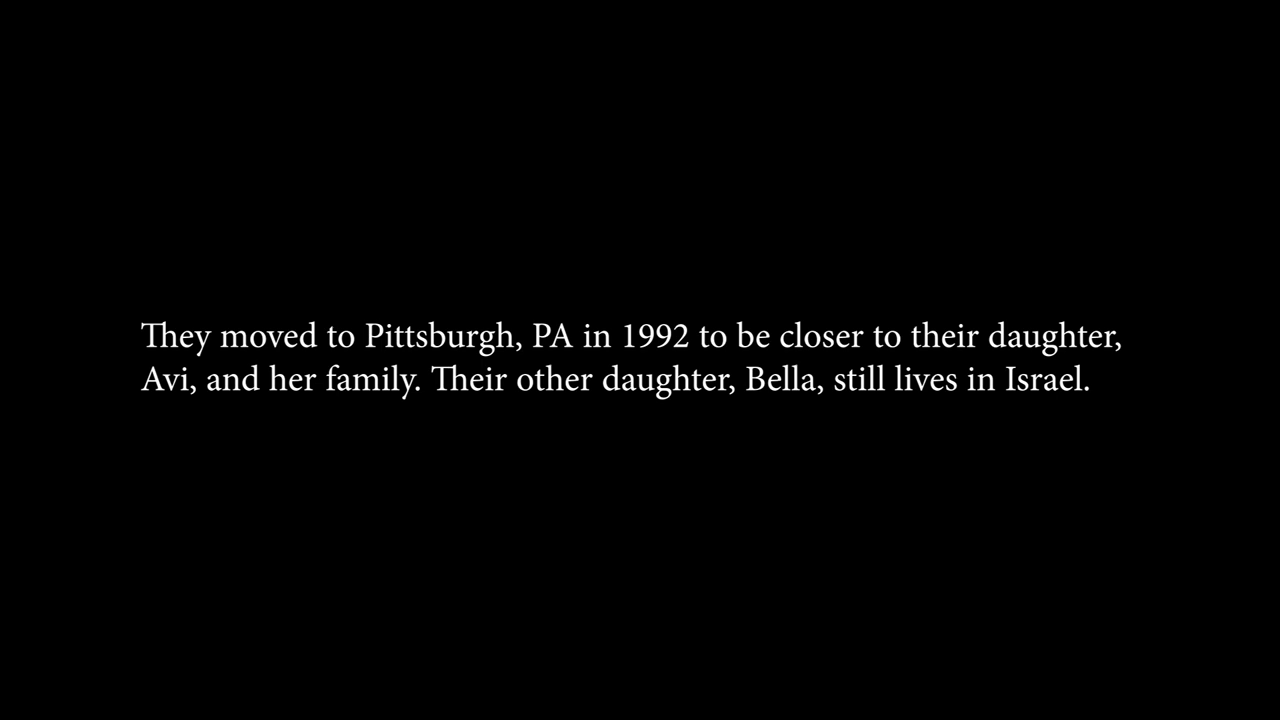 They moved to Pittsburgh, PA in 1992 to be closer to their daughter,
Avi, and her family. Their other daughter, Bella, still lives in Israel.